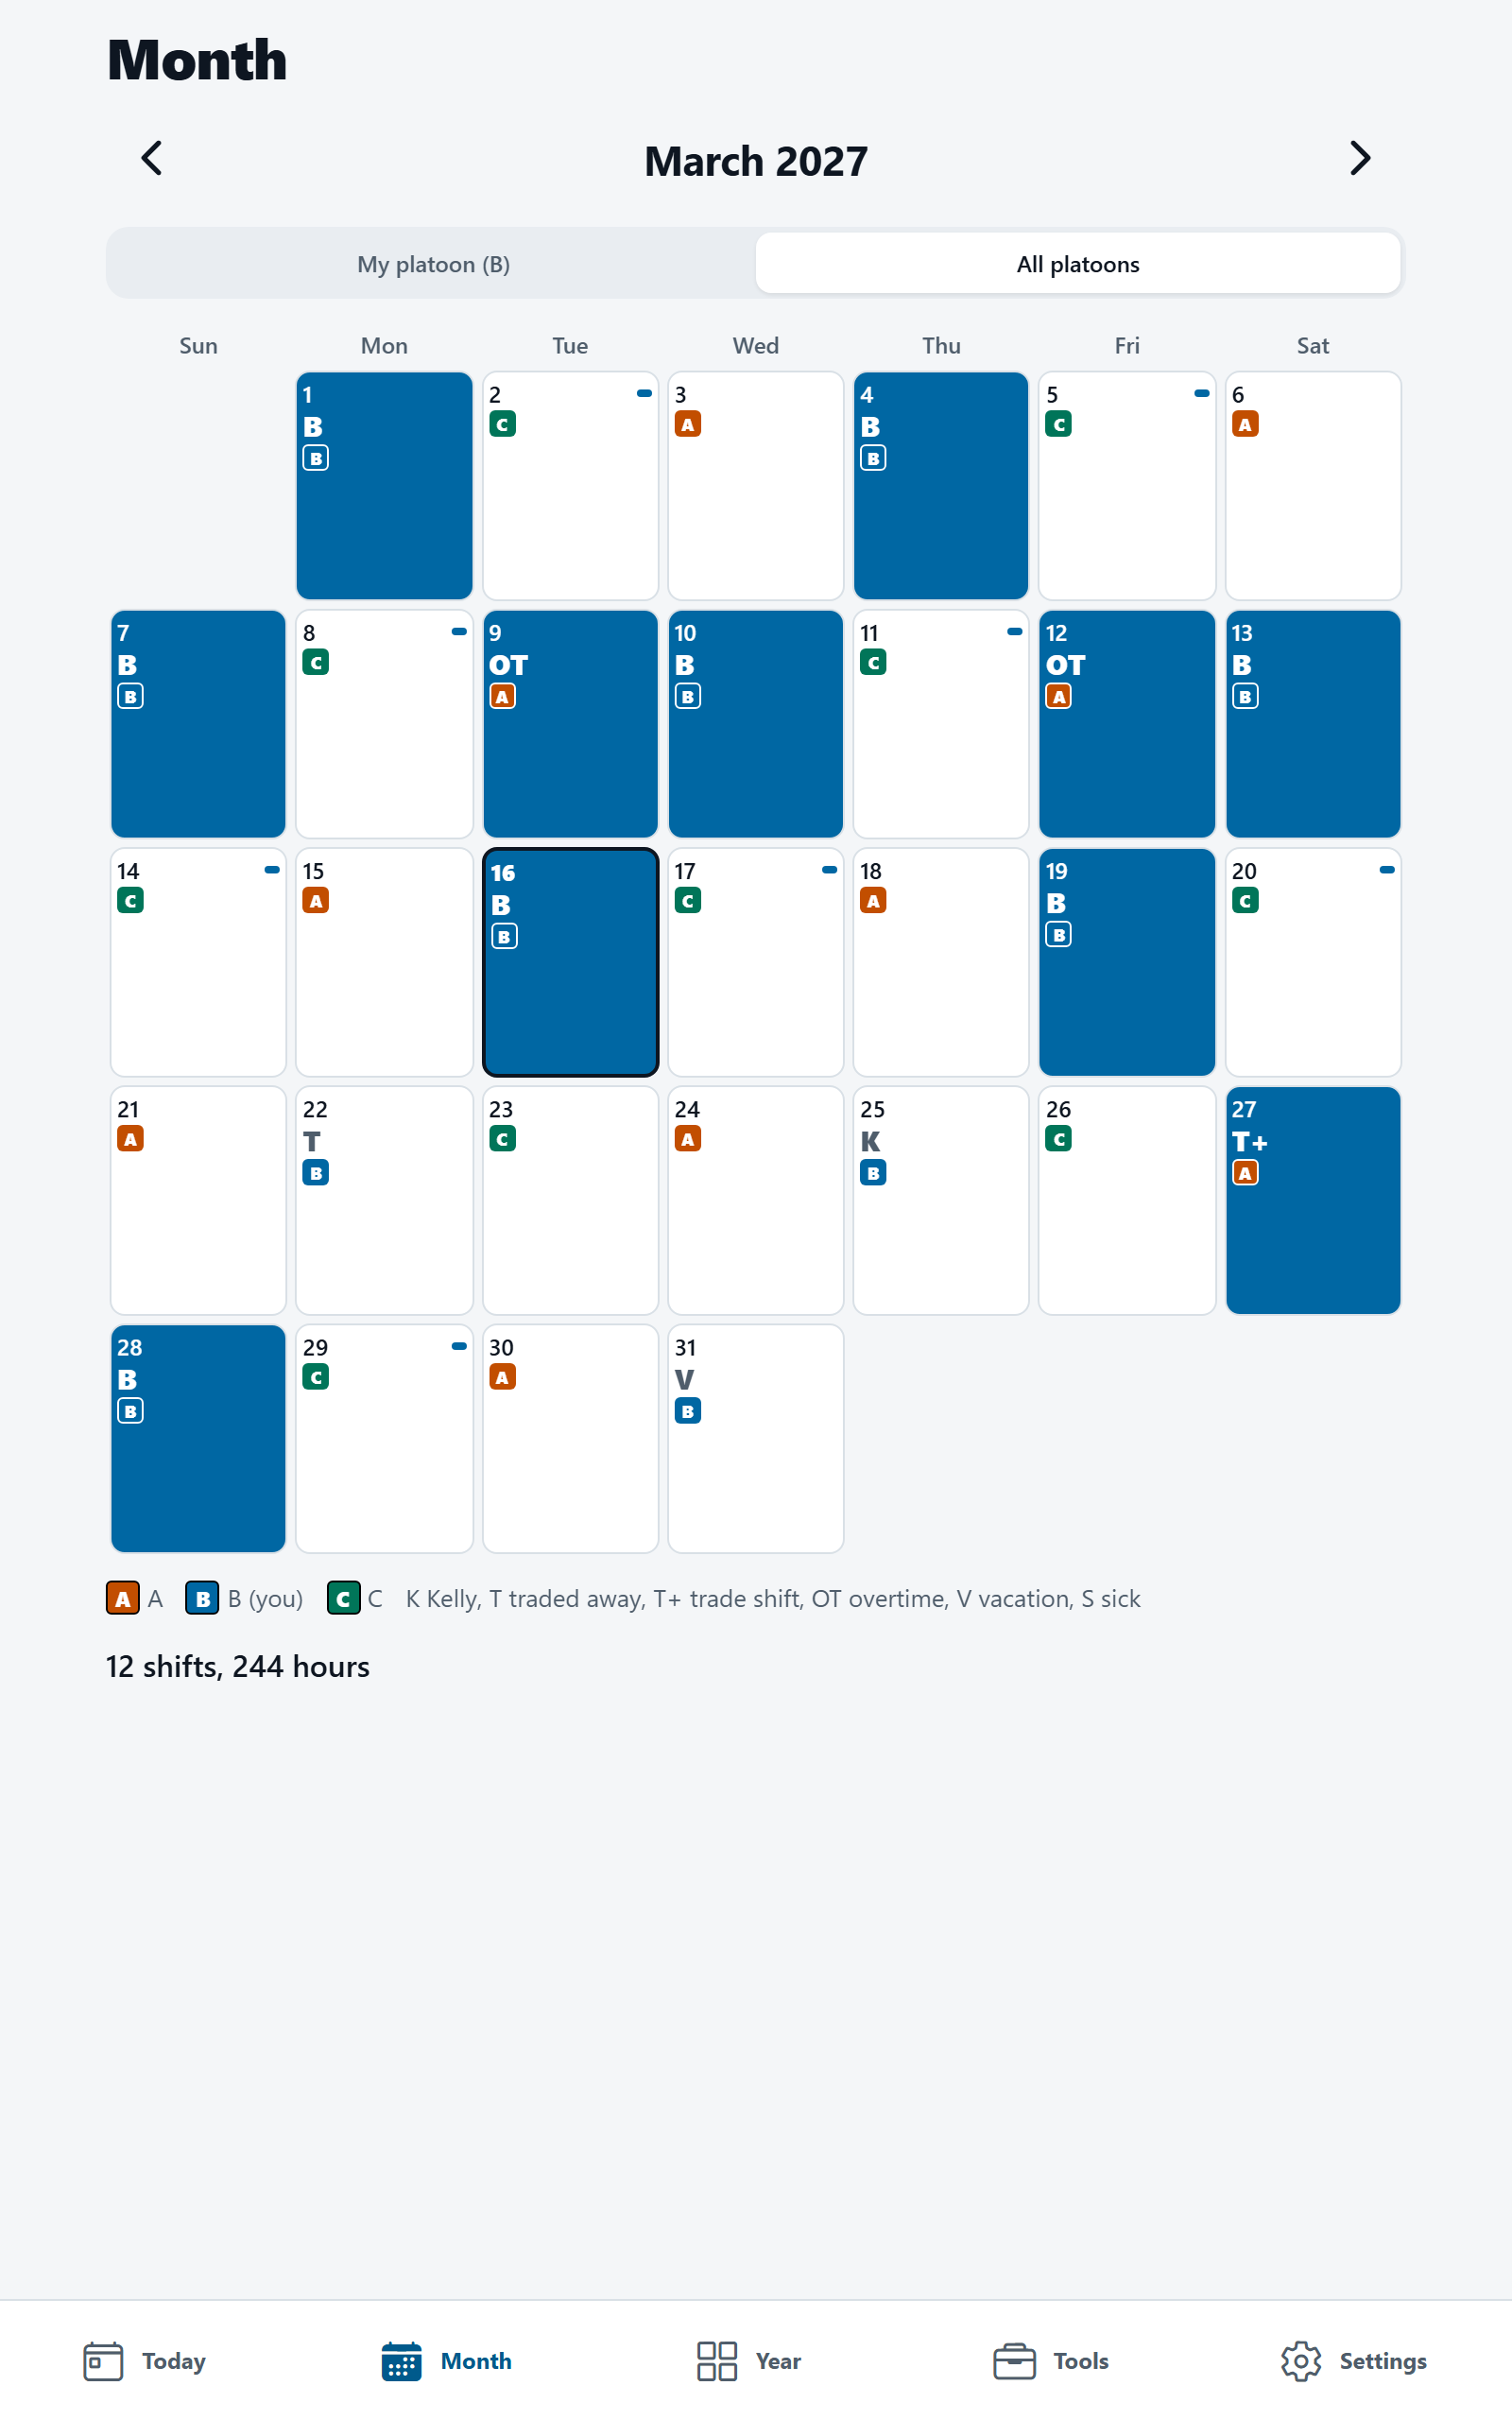 Month
March 2027
My platoon (B) All platoons
Sun Mon Tue Wed Thu Fri Sat
1 2 3 4 5 6
B B
B C A B C A
7 8 9 10 11 12 13
B OT B OT B
B C A B C A B
14 15 16 17 18 19 20
B B
C A B C A B C
21 22 23 24 25 26 27
T K T+
A B C A B C A
28 29 30 31
B V
B C A B
A A B B (you) C C K Kelly, T traded away, T+ trade shift, OT overtime, V vacation, S sick
12 shifts, 244 hours
Today Month Year Tools Settings